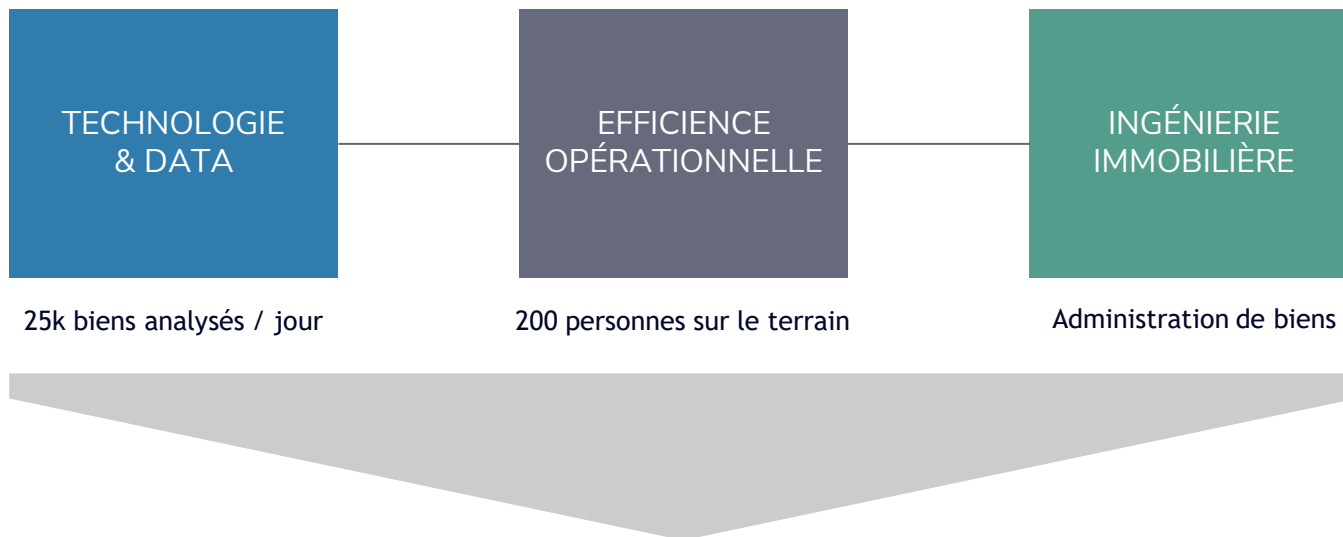 TECHNOLOGIE
& DATA
EFFICIENCE
OPÉRATIONNELLE
INGÉNIERIE
IMMOBILIÈRE
25k biens analysés / jour
200 personnes sur le terrain
Administration de biens